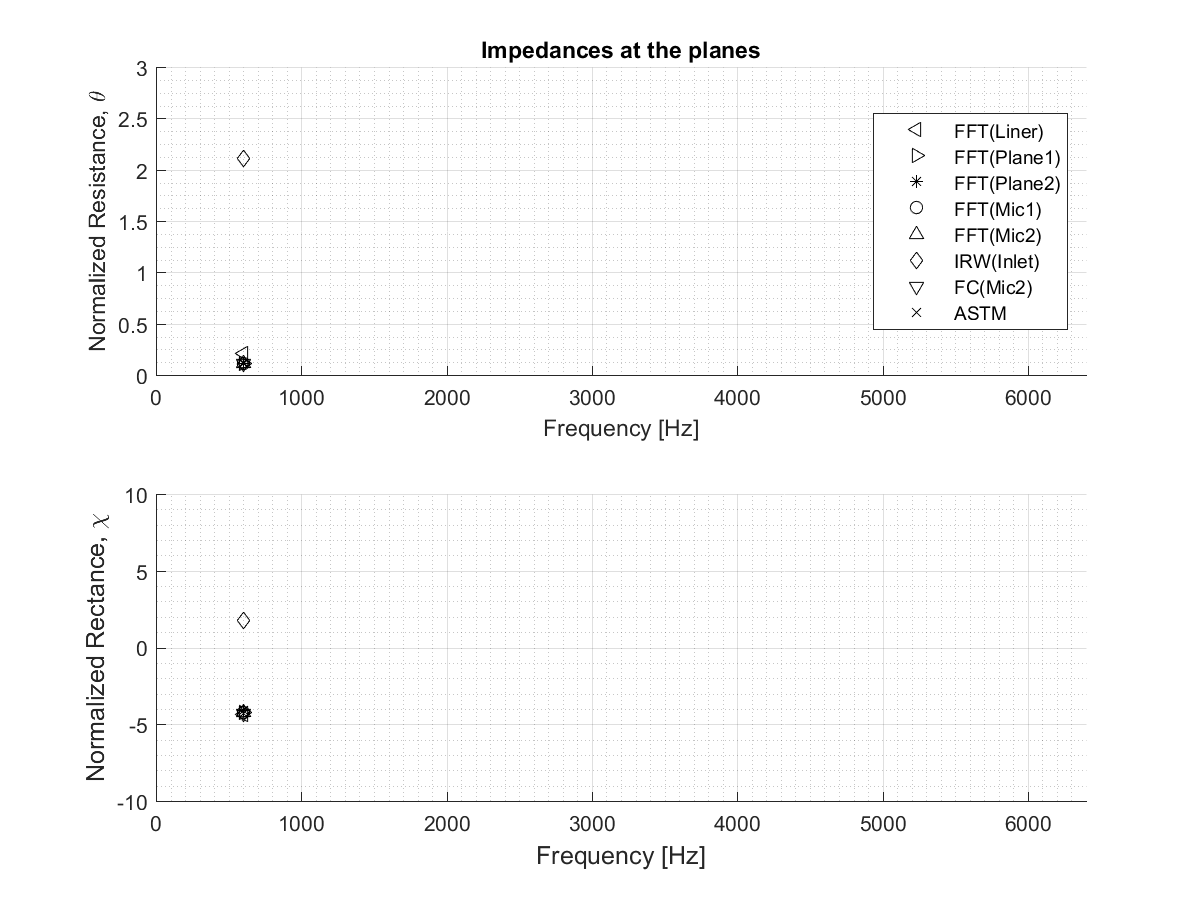 Impedances at the planes
Normalized Resistance, θ
3
2.5
2
1.5
1
0.5
0
0 1000 2000 3000 4000 5000 6000
Frequency [Hz]
FFT(Liner)
FFT(Plane1)
FFT(Plane2)
FFT(Mic1)
FFT(Mic2)
IRW(Inlet)
FC(Mic2)
ASTM
Normalized Rectance, χ
10
5
0
-5
-10
0 1000 2000 3000 4000 5000 6000
Frequency [Hz]